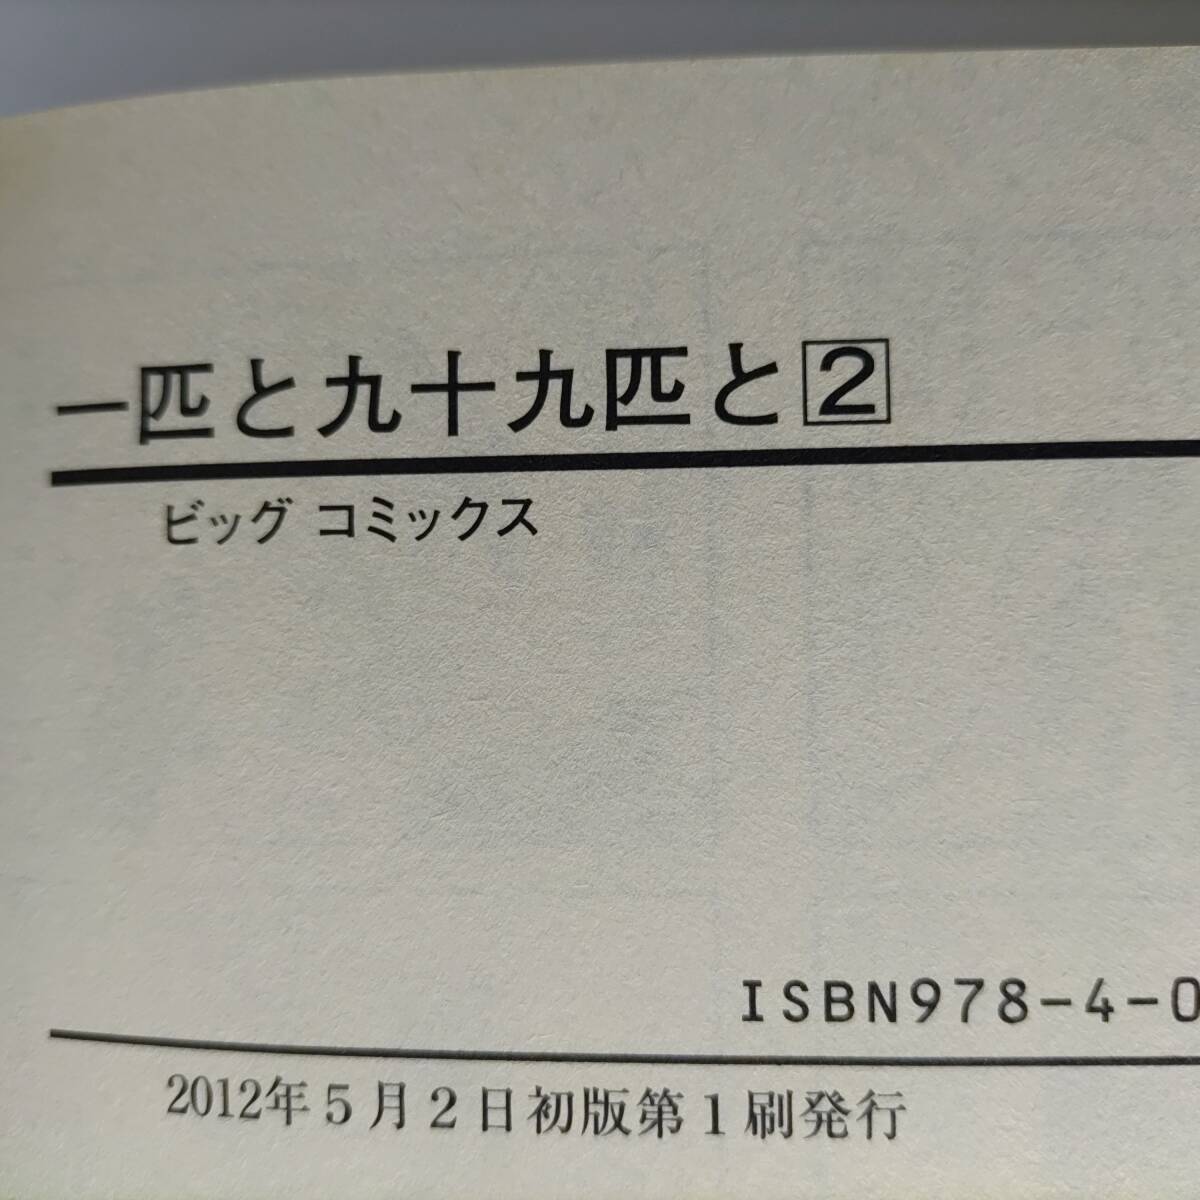 一匹と九十九匹と2
ビッグ コミックス
ISBN978-4-0
2012年5月2日初版第1刷発行